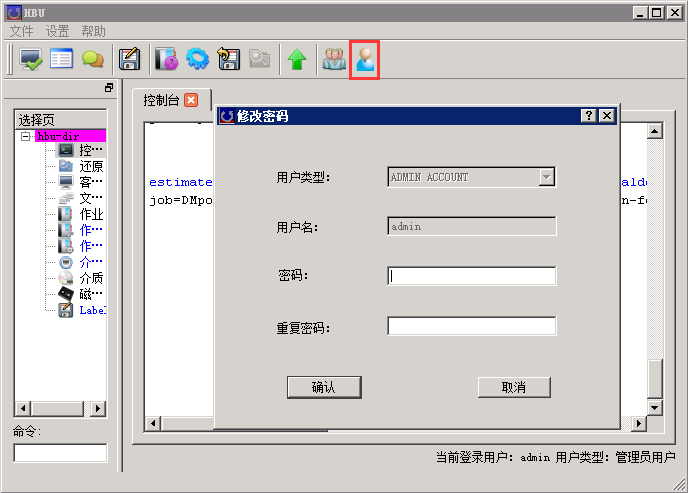 HBU
文件 设置 帮助
选择页
hbu-dir
控…
还原
客…
文…
作业
作…
作…
介…
介质
磁…
Label
命令:
控制台
estimate
job=DMpo
修改密码
用户类型: ADMIN ACCOUNT
用户名: admin
密码:
重复密码:
确认 取消
当前登录用户: admin 用户类型: 管理员用户